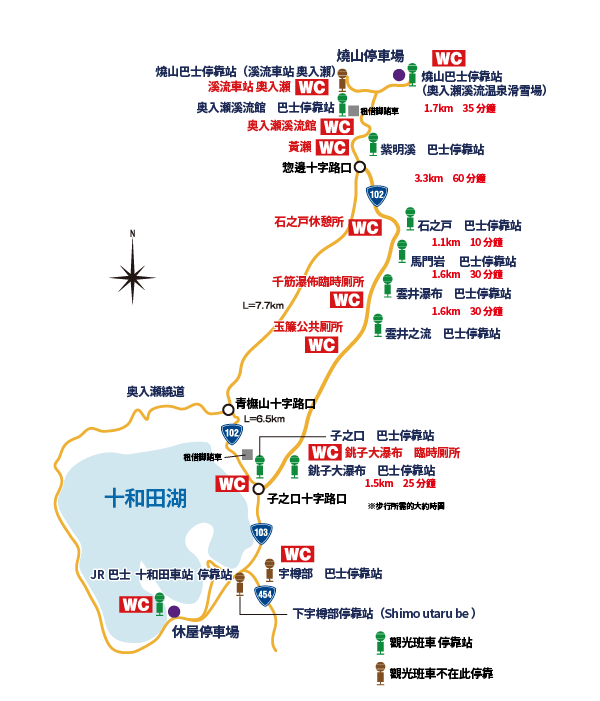 燒山停車場
WC
燒山巴士停靠站（溪流車站 奧入瀨）
溪流車站 奧入瀨 WC
燒山巴士停靠站
（奧入瀨溪流溫泉滑雪場）
奧入瀨溪流館　巴士停靠站
租借腳踏車
1.7km　35 分鐘
奧入瀨溪流館 WC
黃瀨 WC
紫明溪　巴士停靠站
惣邊十字路口
3.3km　60 分鐘
102
石之戸休憩所 WC
石之戸　巴士停靠站
1.1km　10 分鐘
N
馬門岩　巴士停靠站
1.6km　30 分鐘
千筋瀑佈臨時厠所
WC
雲井瀑布　巴士停靠站
L=7.7km
1.6km　30 分鐘
玉簾公共厠所
WC
雲井之流　巴士停靠站
奧入瀨繞道
青橅山十字路口
L=6.5km
102
子之口　巴士停靠站
租借腳踏車
WC 銚子大瀑布　臨時厠所
銚子大瀑布　巴士停靠站
WC
1.5km　25 分鐘
十和田湖
子之口十字路口
※步行所需的大約時間
103
WC
JR 巴士 十和田車站 停靠站
宇樽部　巴士停靠站
454
WC
下宇樽部停靠站（Shimo utaru be ）
休屋停車場
觀光班車 停靠站
觀光班車不在此停靠